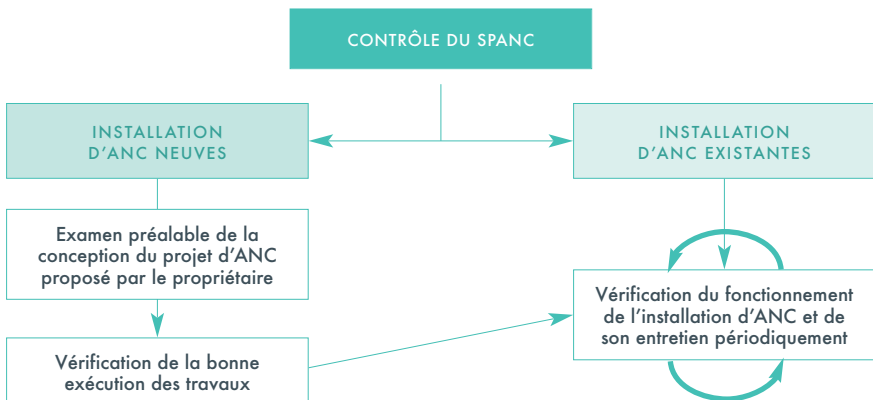 CONTRÔLE DU SPANC
INSTALLATION
D'ANC NEUVES
INSTALLATION
D'ANC EXISTANTES
Examen préalable de la
conception du projet d'ANC
proposé par le propriétaire
Vérification du fonctionnement
de l'installation d'ANC et de
son entretien périodiquement
Vérification de la bonne
exécution des travaux